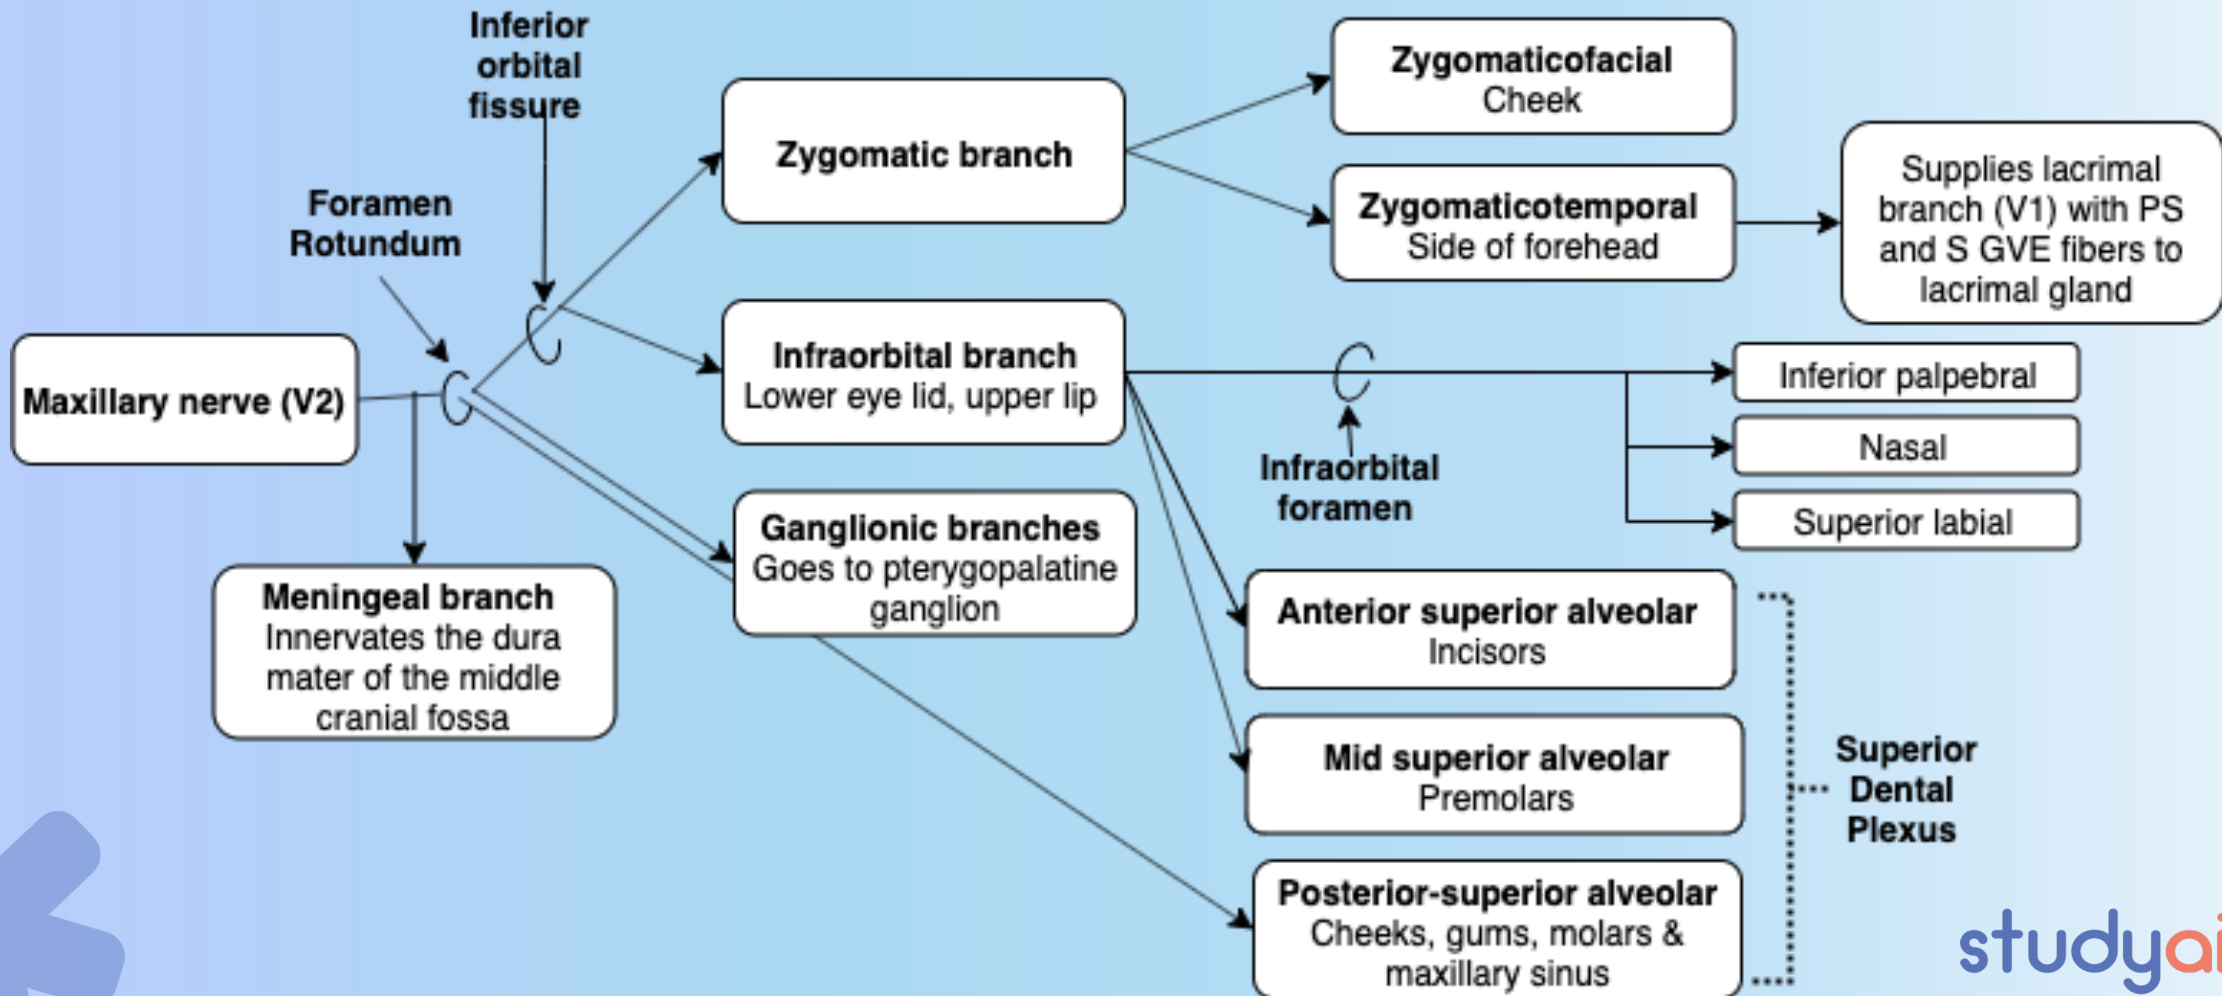 Inferior
orbital
fissure
Foramen
Rotundum
Maxillary nerve (V2)
Meningeal branch
Innervates the dura
mater of the middle
cranial fossa
Zygomatic branch
Infraorbital branch
Lower eye lid, upper lip
Ganglionic branches
Goes to pterygopalatine
ganglion
Zygomaticofacial
Cheek
Zygomaticotemporal
Side of forehead
Supplies lacrimal
branch (V1) with PS
and S GVE fibers to
lacrimal gland
Infraorbital
foramen
Inferior palpebral
Nasal
Superior labial
Anterior superior alveolar
Incisors
Mid superior alveolar
Premolars
Posterior-superior alveolar
Cheeks, gums, molars &
maxillary sinus
Superior
Dental
Plexus
studyai